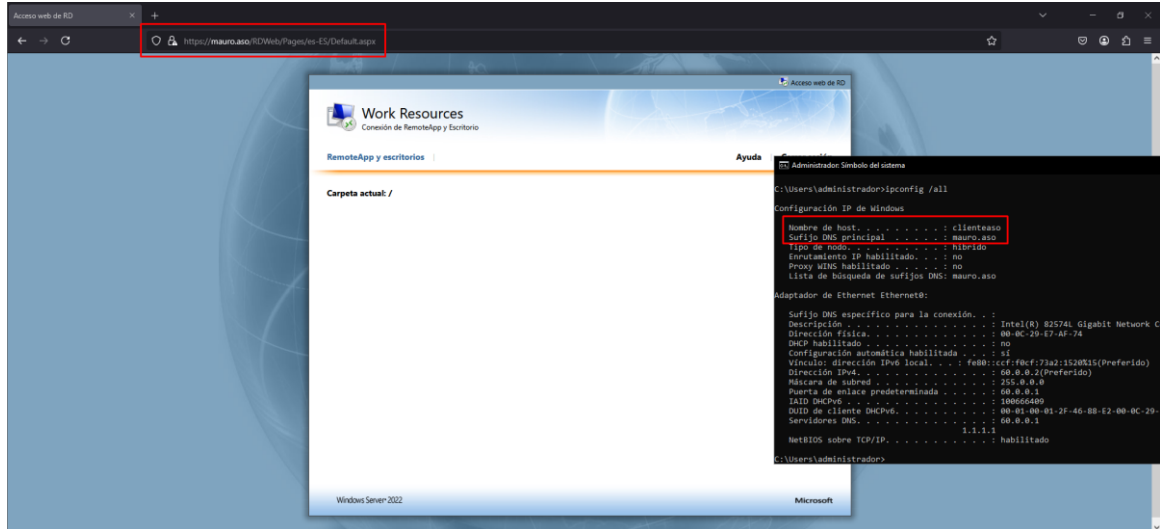 Acceso web de RD
https://mauro.aso/RDWeb/Pages/es-ES/Default.aspx
Acceso web de RD
Work Resources
Conexión de RemoteApp y Escritorio
RemoteApp y escritorios
Ayuda
Carpeta actual: /
Windows Server 2022
Microsoft
Administrador: Símbolo del sistema
C:\Users\administrador>ipconfig /all
Configuración IP de Windows
Nombre de host. . . . . . . . . : clienteaso
Sufijo DNS principal . . . . . : mauro.aso
Tipo de nodo. . . . . . . . . . : híbrido
Enrutamiento IP habilitado. . . : no
Proxy WINS habilitado . . . . . : no
Lista de búsqueda de sufijos DNS: mauro.aso
Adaptador de Ethernet Ethernet0:
Sufijo DNS específico para la conexión. . :
Descripción . . . . . . . . . . . . . . . : Intel(R) 82574L Gigabit Network C
Dirección física. . . . . . . . . . . . . : 00-0C-29-E7-AF-74
DHCP habilitado . . . . . . . . . . . . . : no
Configuración automática habilitada . . . : sí
Vínculo: dirección IPv6 local. . . : fe80::ccf:f0cf:73a2:1520%15(Preferido)
Dirección IPv4. . . . . . . . . . . . . . : 60.0.0.2(Preferido)
Máscara de subred . . . . . . . . . . . . : 255.0.0.0
Puerta de enlace predeterminada . . . . . : 60.0.0.1
IAID DHCPv6 . . . . . . . . . . . . . . . : 100666409
DUID de cliente DHCPv6. . . . . . . . . . : 00-01-00-01-2F-46-88-E2-00-0C-29-
Servidores DNS. . . . . . . . . . . . . . : 60.0.0.1
1.1.1.1
NetBIOS sobre TCP/IP. . . . . . . . . . . : habilitado
C:\Users\administrador>